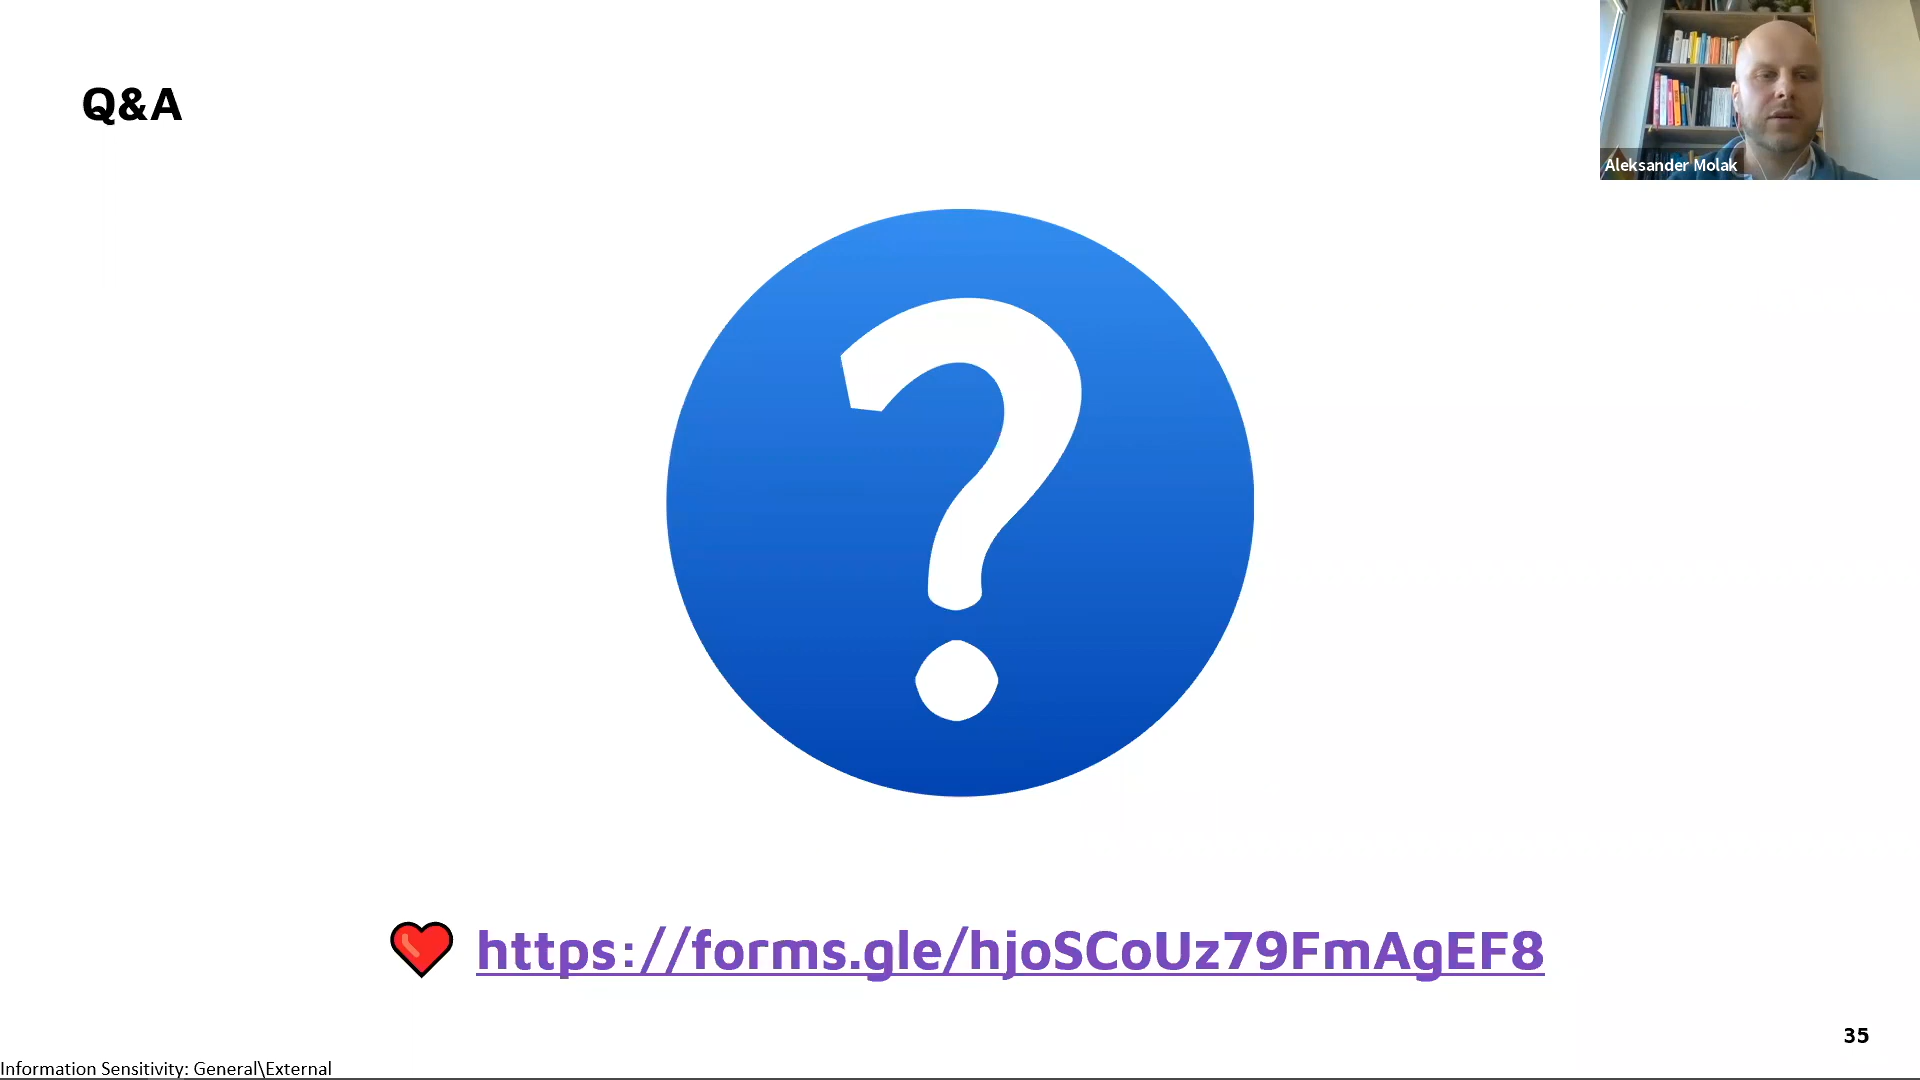 Q&A
Aleksander Molak
?
https://forms.gle/hjoSCoUz79FmAgEF8
35
Information Sensitivity: General\External